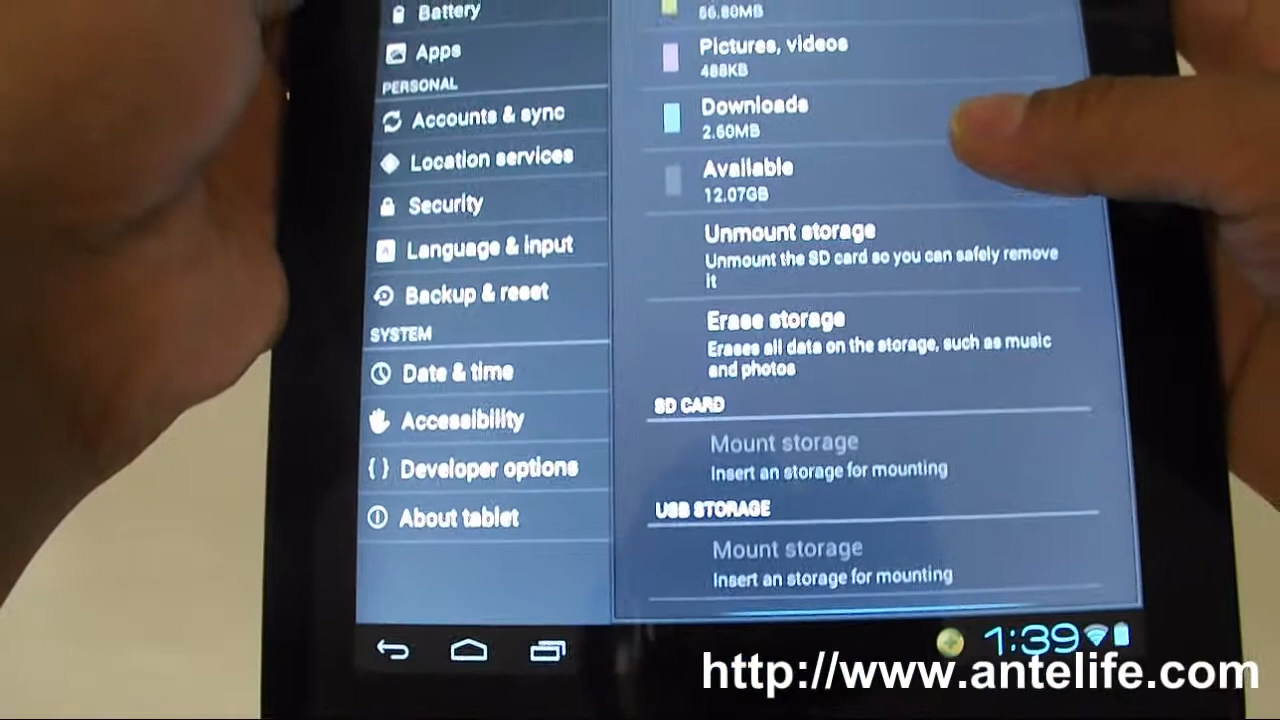 Battery
Apps
PERSONAL
Accounts & sync
Location services
Security
Language & input
Backup & reset
SYSTEM
Date & time
Accessibility
Developer options
About tablet
56.80MB
Pictures, videos
488KB
Downloads
2.60MB
Available
12.07GB
Unmount storage
Unmount the SD card so you can safely remove
it
Erase storage
Erases all data on the storage, such as music
and photos
SD CARD
Mount storage
Insert an storage for mounting
USB STORAGE
Mount storage
Insert an storage for mounting
1:39
http://www.antelife.com